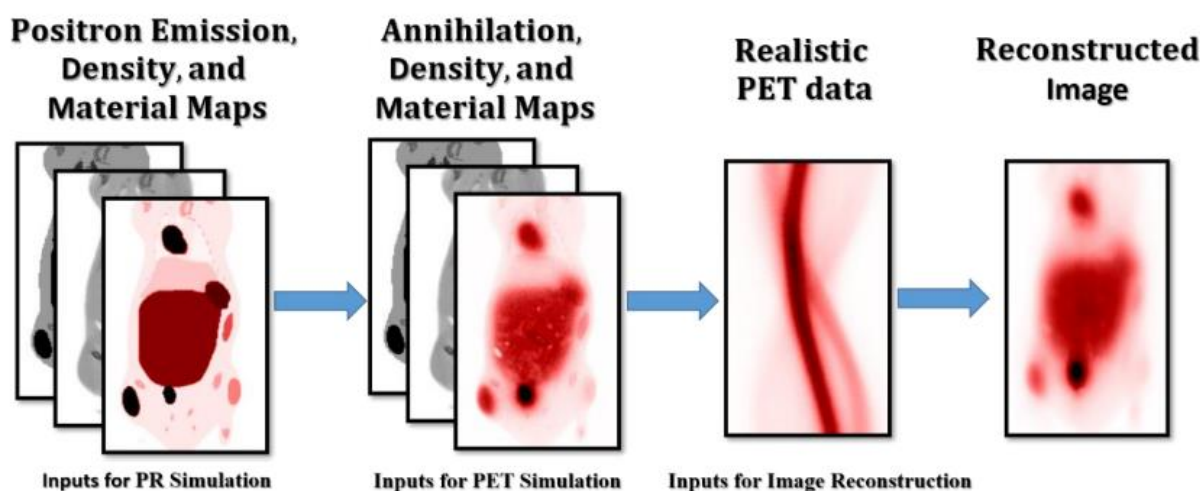 Positron Emission,
Density, and
Material Maps
Annihilation,
Density, and
Material Maps
Realistic
PET data
Reconstructed
Image
Inputs for PR Simulation
Inputs for PET Simulation
Inputs for Image Reconstruction